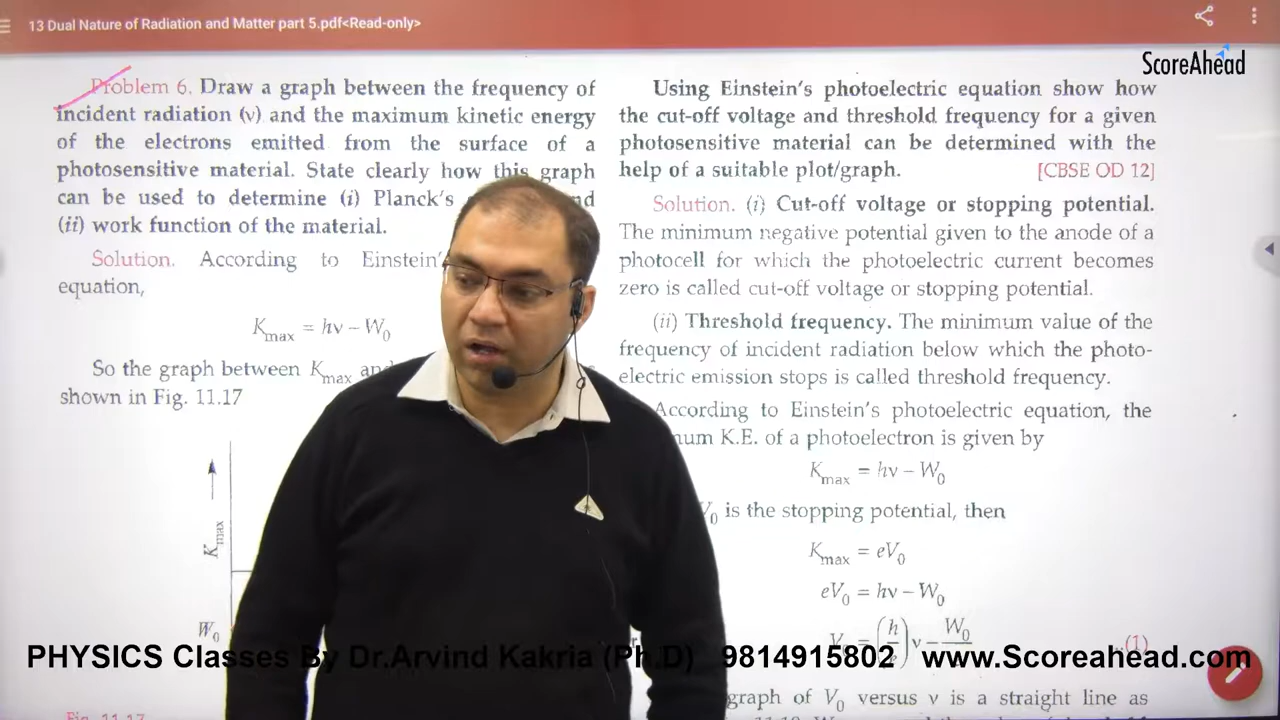 13 Dual Nature of Radiation and Matter part 5.pdf<Read-only>
ScoreAhead
Problem 6. Draw a graph between the frequency of
incident radiation (ν) and the maximum kinetic energy
of the electrons emitted from the surface of a
photosensitive material. State clearly how this graph
can be used to determine (i) Planck's
(ii) work function of the material.
Solution. According to Einstein's
equation,
Kmax = hν – W0
So the graph between Kmax and
shown in Fig. 11.17
Kmax
W0
Fig. 11.17
Using Einstein's photoelectric equation show how
the cut-off voltage and threshold frequency for a given
photosensitive material can be determined with the
help of a suitable plot/graph. [CBSE OD 12]
Solution. (i) Cut-off voltage or stopping potential.
The minimum negative potential given to the anode of a
photocell for which the photoelectric current becomes
zero is called cut-off voltage or stopping potential.
(ii) Threshold frequency. The minimum value of the
frequency of incident radiation below which the photo-
electric emission stops is called threshold frequency.
According to Einstein's photoelectric equation, the
K.E. of a photoelectron is given by
Kmax = hν – W0
V0 is the stopping potential, then
Kmax = eV0
eV0 = hν – W0
V0 = (h/e) ν – W0 ...(1)
graph of V0 versus ν is a straight line as
PHYSICS Classes By Dr.Arvind Kakria (Ph.D) 9814915802 www.Scoreahead.com